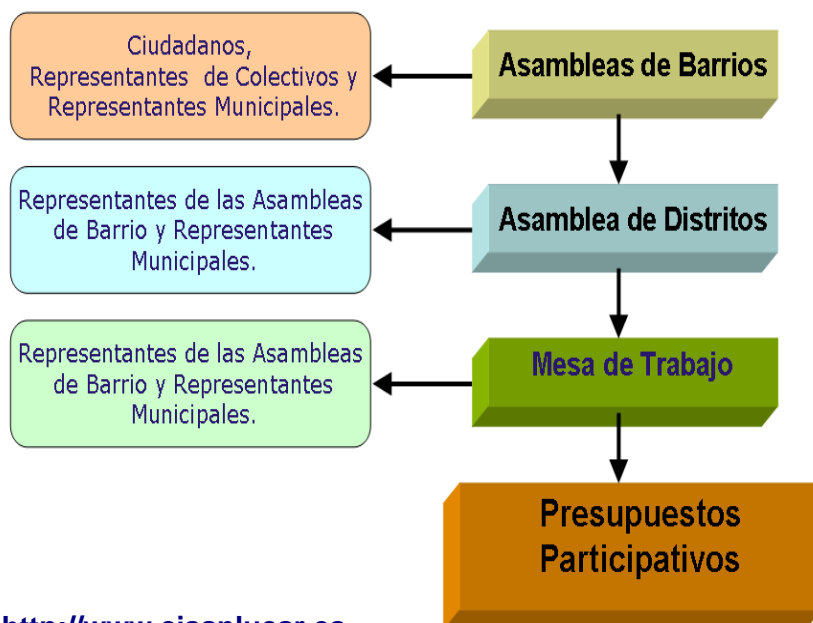 Ciudadanos,
Representantes de Colectivos y
Representantes Municipales.
Asambleas de Barrios
Representantes de las Asambleas
de Barrio y Representantes
Municipales.
Asamblea de Distritos
Representantes de las Asambleas
de Barrio y Representantes
Municipales.
Mesa de Trabajo
Presupuestos
Participativos